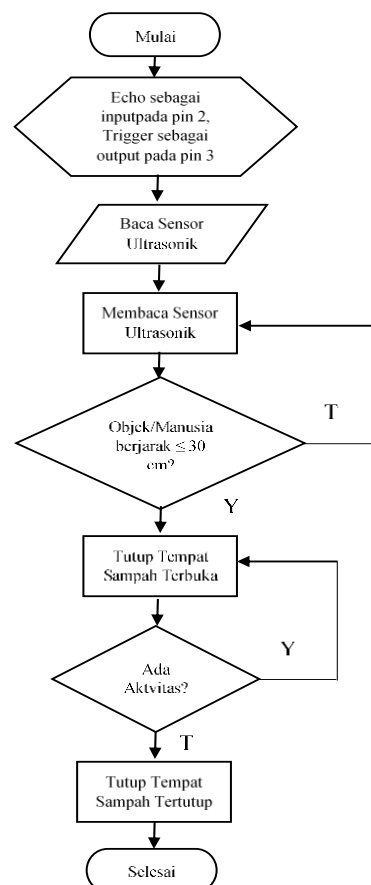 Mulai
Echo sebagai
inputpada pin 2,
Trigger sebagai
output pada pin 3
Baca Sensor
Ultrasonik
Membaca Sensor
Ultrasonik
Objek/Manusia
berjarak ≤ 30
cm?
T
Y
Tutup Tempat
Sampah Terbuka
Ada
Aktvitas?
Y
T
Tutup Tempat
Sampah Tertutup
Selesai